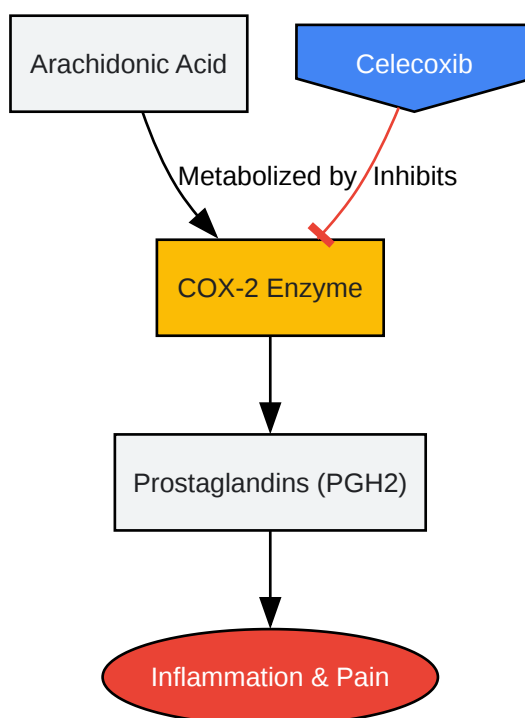 Arachidonic Acid
Celecoxib
Metabolized by
Inhibits
COX-2 Enzyme
Prostaglandins (PGH2)
Inflammation & Pain